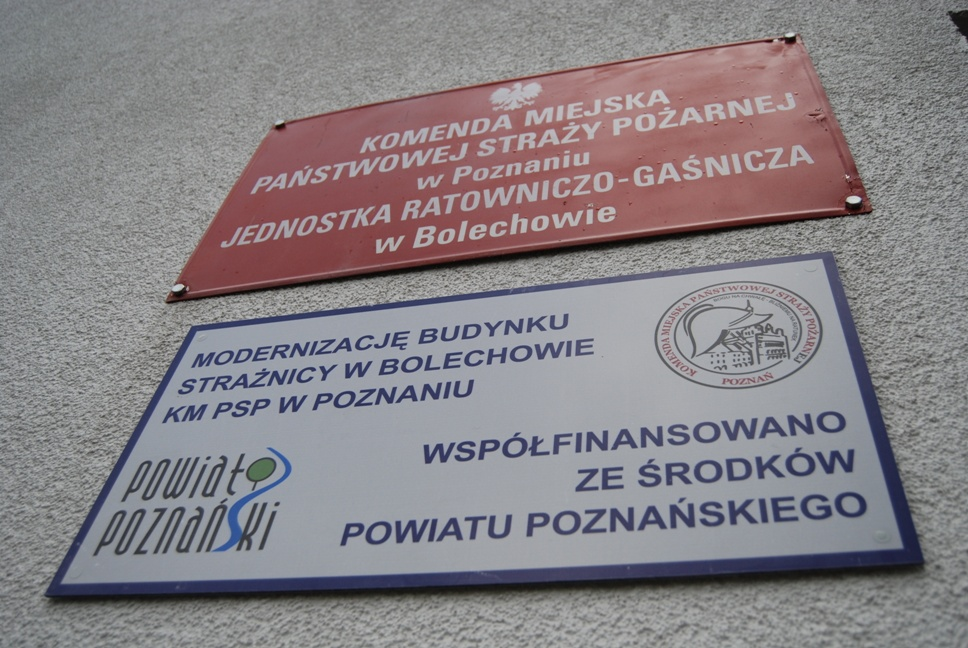 KOMENDA MIEJSKA
PAŃSTWOWEJ STRAŻY POŻARNEJ
w Poznaniu
JEDNOSTKA RATOWNICZO-GAŚNICZA
w Bolechowie
MODERNIZACJĘ BUDYNKU
STRAŻNICY W BOLECHOWIE
KM PSP W POZNANIU
KOMENDA MIEJSKA PAŃSTWOWEJ STRAŻY POŻARNEJ
POZNAŃ
WSPÓŁFINANSOWANO
ZE ŚRODKÓW
POWIATU POZNAŃSKIEGO
powiat
poznański